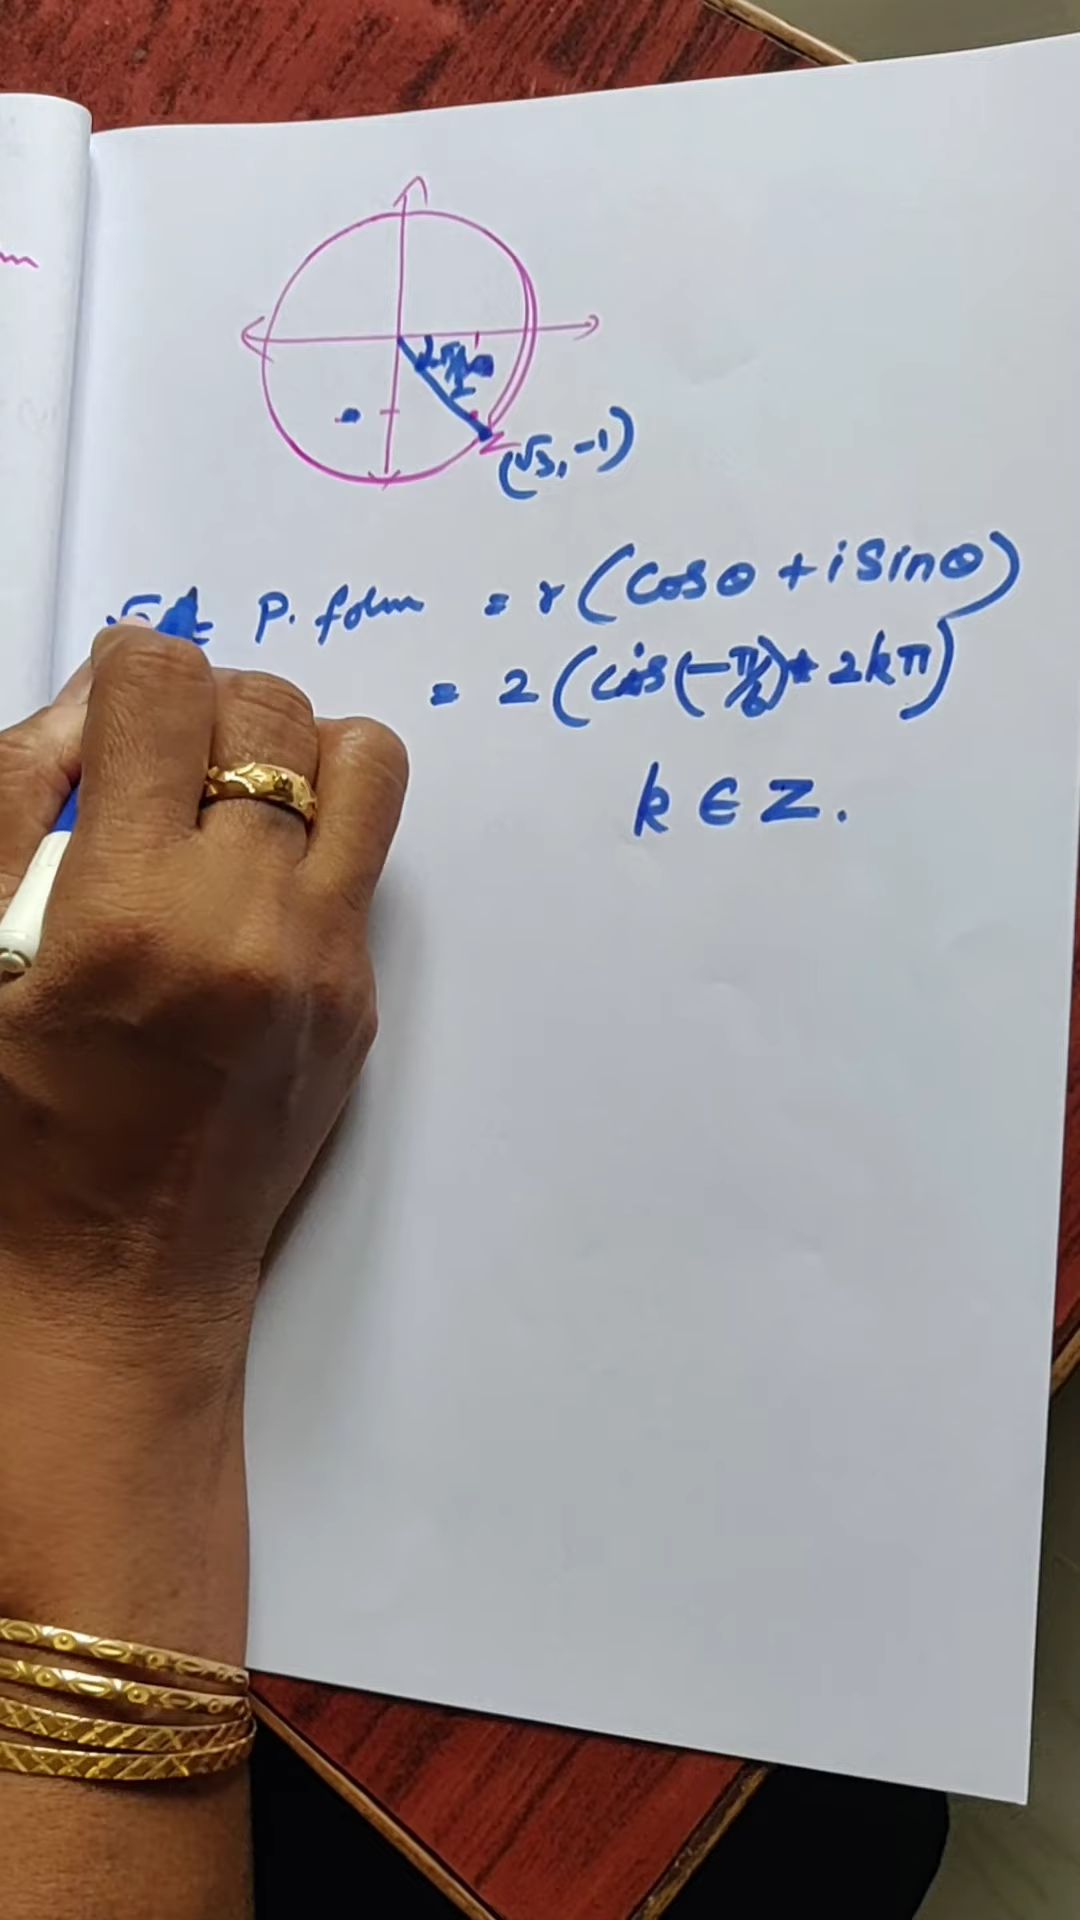 (√3, -1)
P. form = r (cosθ + i sinθ)
= 2 (cis(-π/6) + 2kπ)
k ∈ Z.